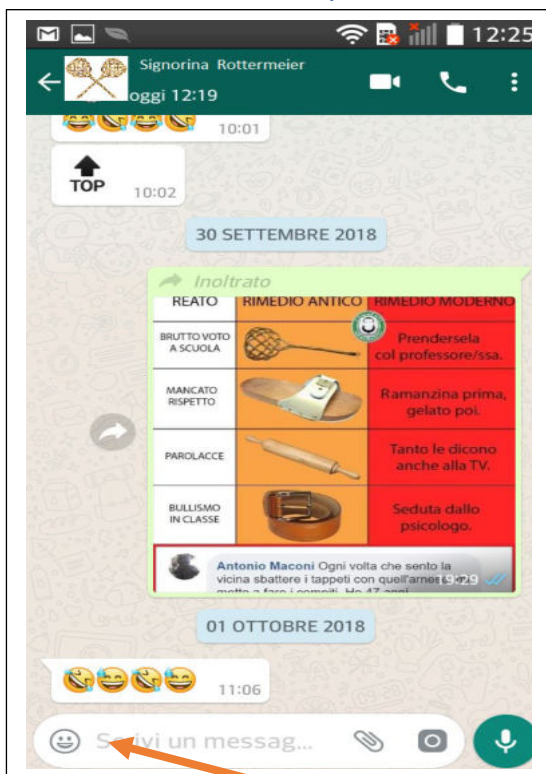 12:25
Signorina Rottermeier
oggi 12:19
10:01
TOP
10:02
30 SETTEMBRE 2018
Inoltrato
REATO RIMEDIO ANTICO RIMEDIO MODERNO
BRUTTO VOTO
A SCUOLA
Prendersela
col professore/ssa.
MANCATO
RISPETTO
Ramanzina prima,
gelato poi.
PAROLACCE
Tanto le dicono
anche alla TV.
BULLISMO
IN CLASSE
Seduta dallo
psicologo.
Antonio Maconi Ogni volta che sento la
vicina sbattere i tappeti con quell'arnese
19:29
metto a fare i compiti. Ho 47 anni
01 OTTOBRE 2018
11:06
Scrivi un messag...